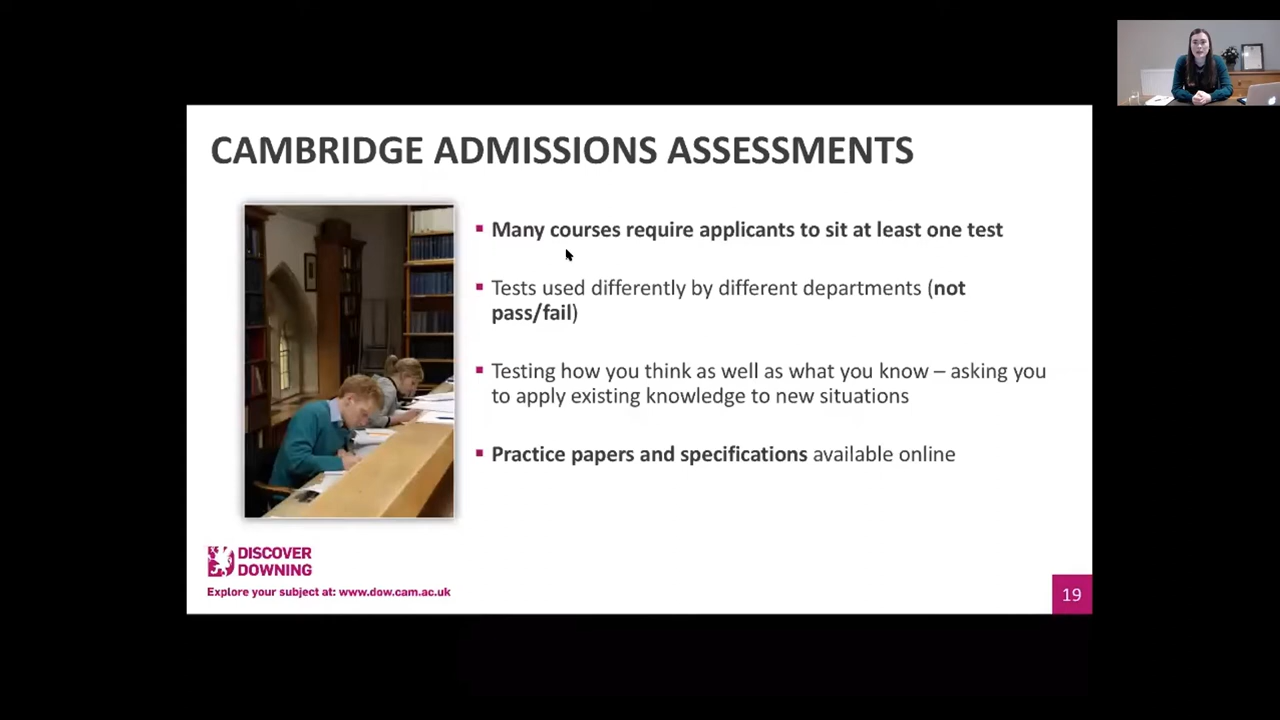 CAMBRIDGE ADMISSIONS ASSESSMENTS
Many courses require applicants to sit at least one test
Tests used differently by different departments (not
pass/fail)
Testing how you think as well as what you know – asking you
to apply existing knowledge to new situations
Practice papers and specifications available online
DISCOVER
DOWNING
Explore your subject at: www.dow.cam.ac.uk
19